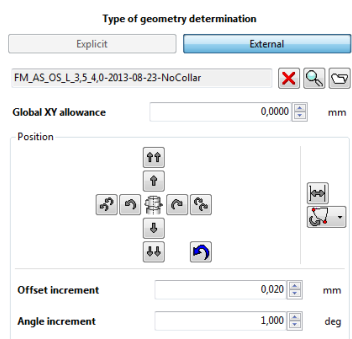 Type of geometry determination
Explicit External
FM_AS_OS_L_3,5_4,0-2013-08-23-NoCollar
Global XY allowance 0,0000 mm
Position
Offset increment 0,020 mm
Angle increment 1,000 deg